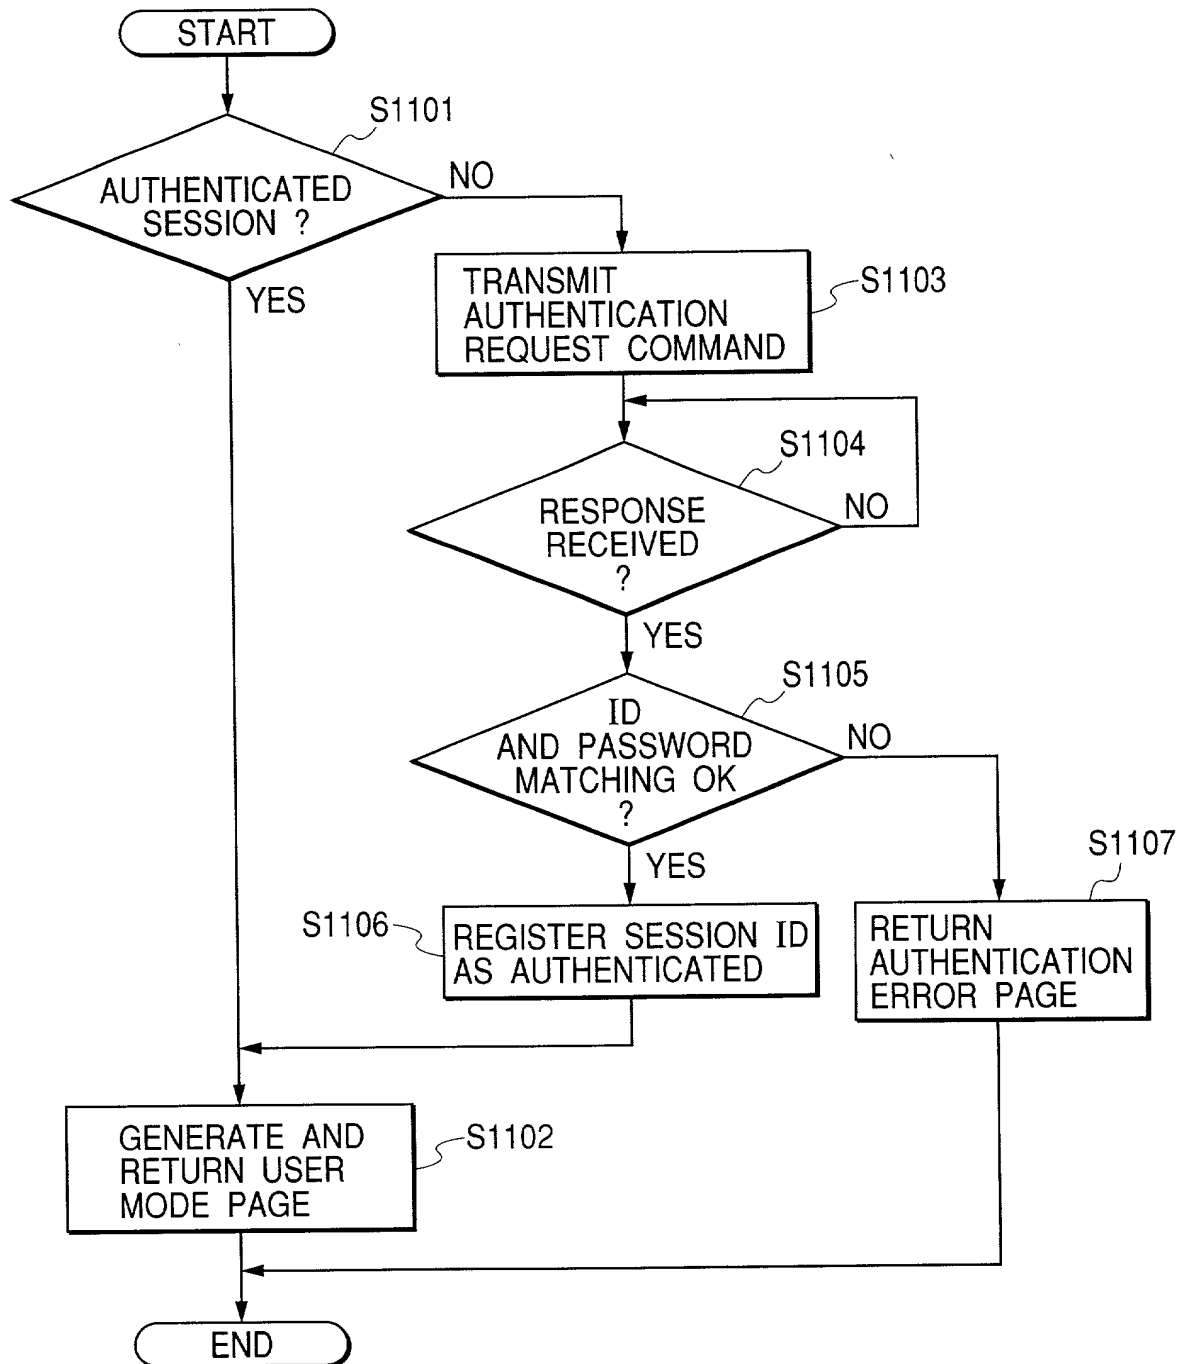 START
S1101
AUTHENTICATED
SESSION ?
NO
YES
TRANSMIT
AUTHENTICATION
REQUEST COMMAND
S1103
S1104
RESPONSE
RECEIVED
?
NO
YES
S1105
ID
AND PASSWORD
MATCHING OK
?
NO
YES
S1106
REGISTER SESSION ID
AS AUTHENTICATED
S1107
RETURN
AUTHENTICATION
ERROR PAGE
GENERATE AND
RETURN USER
MODE PAGE
S1102
END